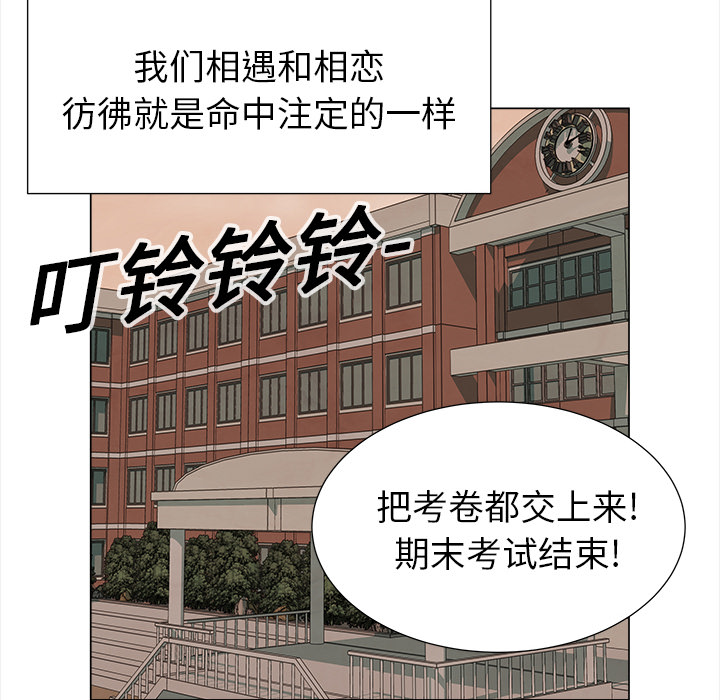 我们相遇和相恋
彷彿就是命中注定的一样
叮铃铃铃-
把考卷都交上来!
期末考试结束!